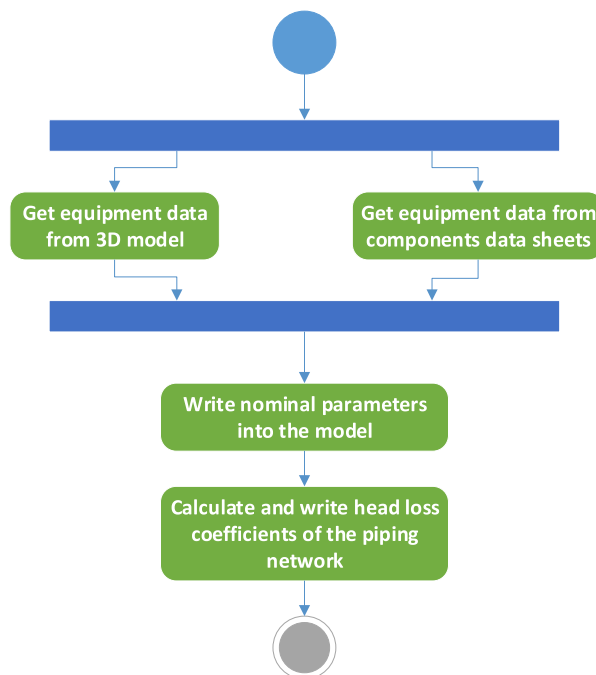 Get equipment data
from 3D model
Get equipment data from
components data sheets
Write nominal parameters
into the model
Calculate and write head loss
coefficients of the piping
network